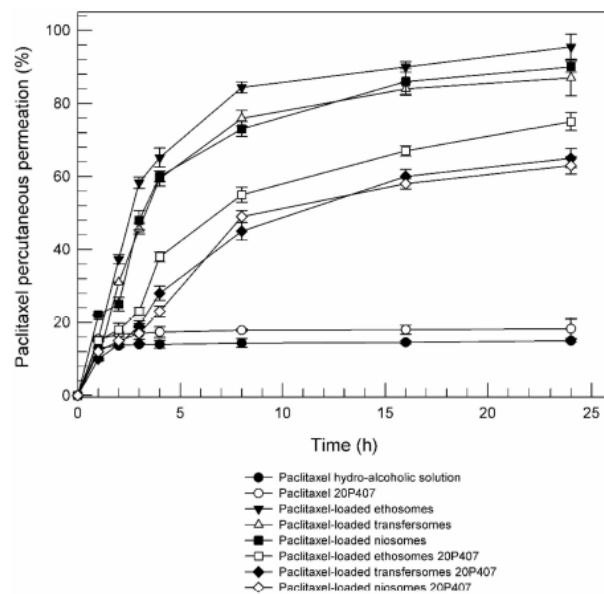 100
80
60
40
20
0
Paclitaxel percutaneous permeation (%)
0 5 10 15 20 25
Time (h)
Paclitaxel hydro-alcoholic solution
Paclitaxel 20P407
Paclitaxel-loaded ethosomes
Paclitaxel-loaded transfersomes
Paclitaxel-loaded niosomes
Paclitaxel-loaded ethosomes 20P407
Paclitaxel-loaded transfersomes 20P407
Paclitaxel-loaded niosomes 20P407